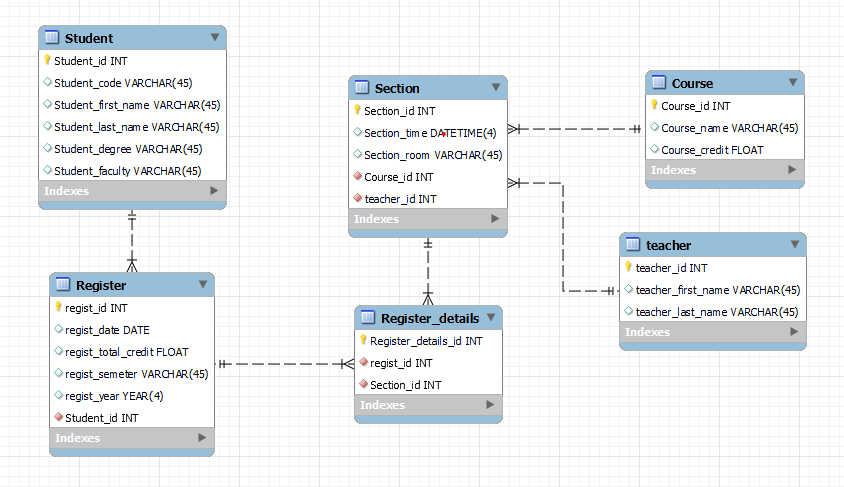 Student
Student_id INT
Student_code VARCHAR(45)
Student_first_name VARCHAR(45)
Student_last_name VARCHAR(45)
Student_degree VARCHAR(45)
Student_faculty VARCHAR(45)
Indexes
Section
Section_id INT
Section_time DATETIME(4)
Section_room VARCHAR(45)
Course_id INT
teacher_id INT
Indexes
Course
Course_id INT
Course_name VARCHAR(45)
Course_credit FLOAT
Indexes
teacher
teacher_id INT
teacher_first_name VARCHAR(45)
teacher_last_name VARCHAR(45)
Indexes
Register
regist_id INT
regist_date DATE
regist_total_credit FLOAT
regist_semeter VARCHAR(45)
regist_year YEAR(4)
Student_id INT
Indexes
Register_details
Register_details_id INT
regist_id INT
Section_id INT
Indexes